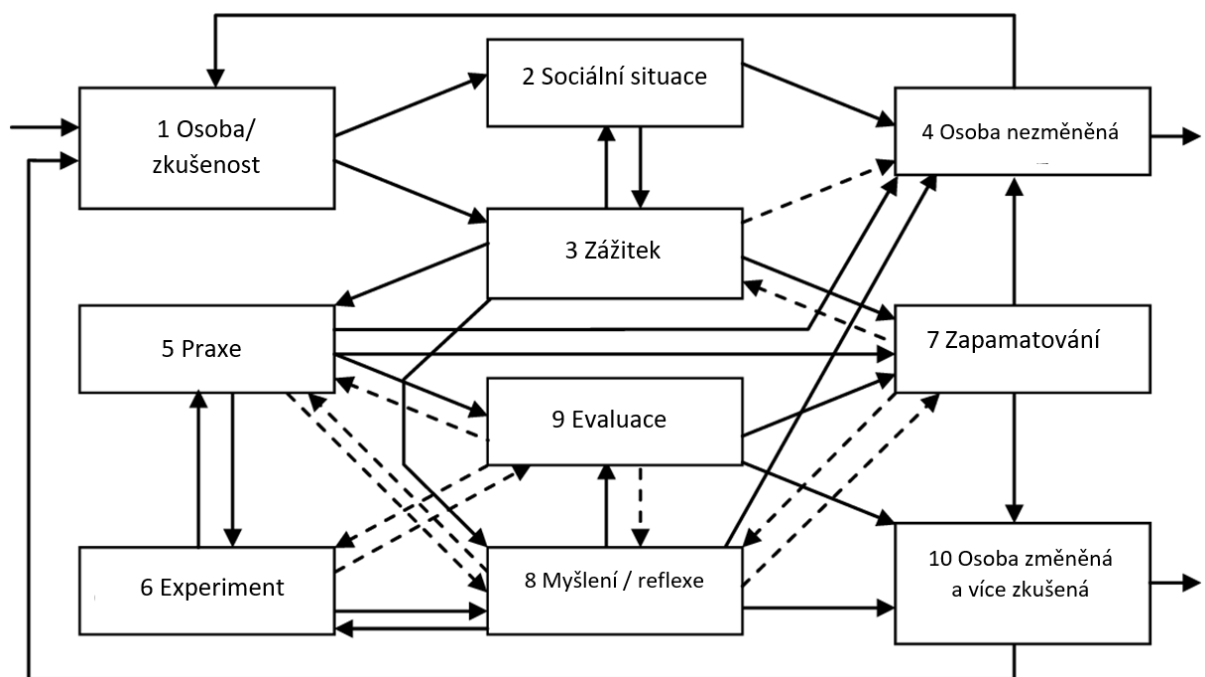 2 Sociální situace
1 Osoba/
zkušenost
4 Osoba nezměněná
3 Zážitek
5 Praxe
7 Zapamatování
9 Evaluace
6 Experiment
8 Myšlení / reflexe
10 Osoba změněná
a více zkušená